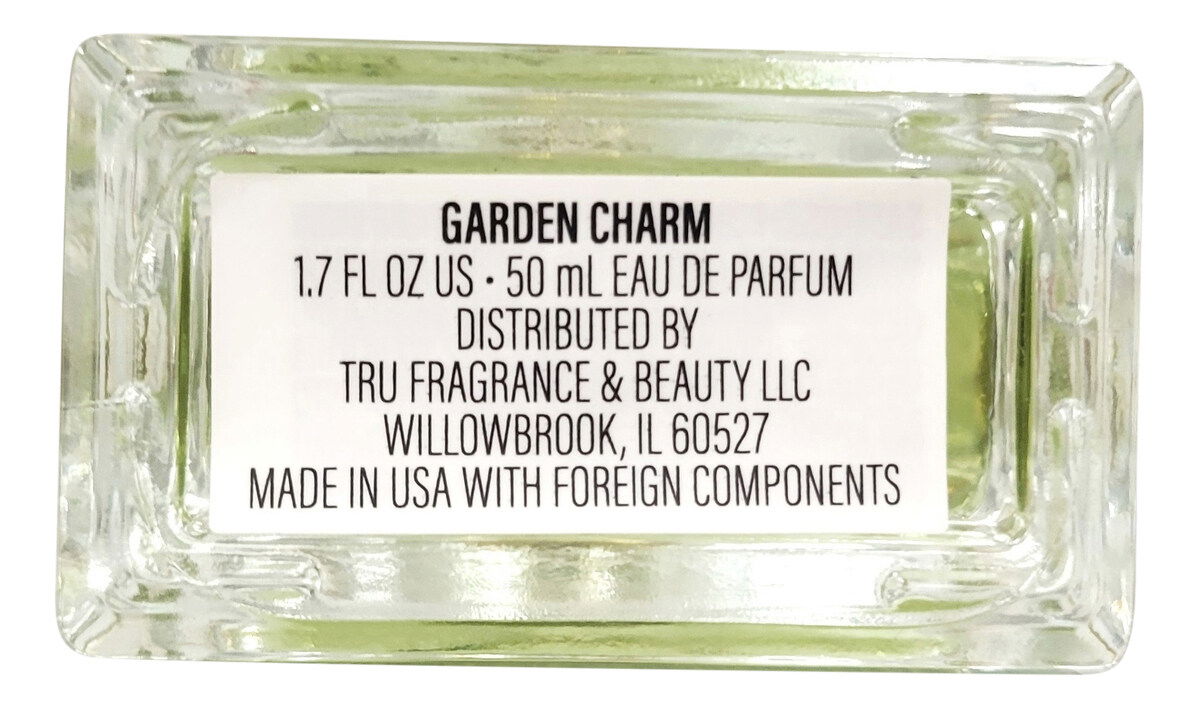 GARDEN CHARM
1.7 FL OZ US · 50 mL EAU DE PARFUM
DISTRIBUTED BY
TRU FRAGRANCE & BEAUTY LLC
WILLOWBROOK, IL 60527
MADE IN USA WITH FOREIGN COMPONENTS